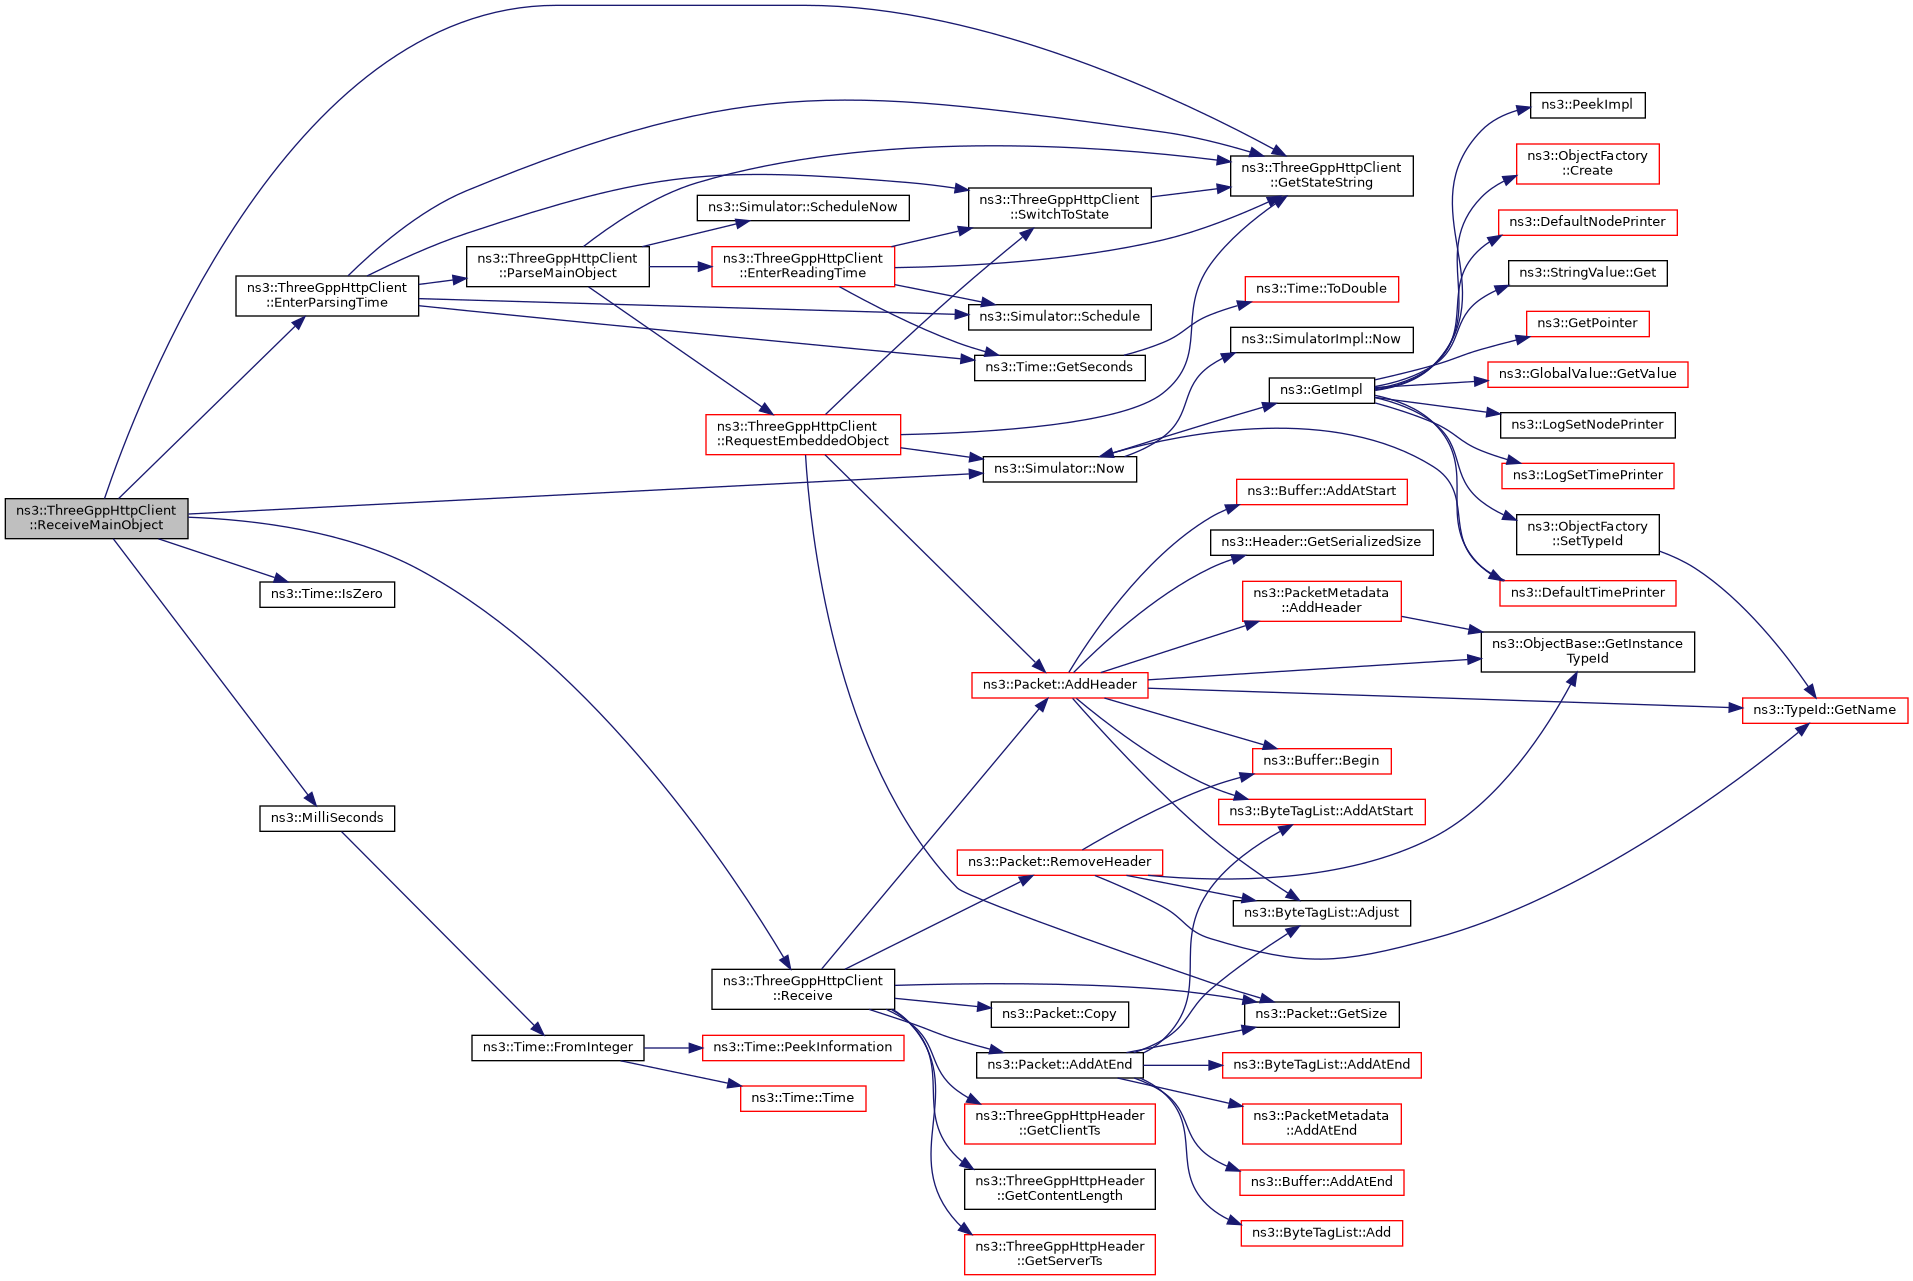 ns3::ThreeGppHttpClient
::ReceiveMainObject
ns3::ThreeGppHttpClient
::EnterParsingTime
ns3::Time::IsZero
ns3::MilliSeconds
ns3::ThreeGppHttpClient
::ParseMainObject
ns3::Time::FromInteger
ns3::Simulator::ScheduleNow
ns3::ThreeGppHttpClient
::EnterReadingTime
ns3::ThreeGppHttpClient
::RequestEmbeddedObject
ns3::ThreeGppHttpClient
::Receive
ns3::Time::PeekInformation
ns3::Time::Time
ns3::ThreeGppHttpClient
::SwitchToState
ns3::Simulator::Schedule
ns3::Time::GetSeconds
ns3::Simulator::Now
ns3::Packet::AddHeader
ns3::Packet::RemoveHeader
ns3::Packet::Copy
ns3::Packet::AddAtEnd
ns3::ThreeGppHttpHeader
::GetClientTs
ns3::ThreeGppHttpHeader
::GetContentLength
ns3::ThreeGppHttpHeader
::GetServerTs
ns3::ThreeGppHttpClient
::GetStateString
ns3::Time::ToDouble
ns3::SimulatorImpl::Now
ns3::GetImpl
ns3::Buffer::AddAtStart
ns3::Header::GetSerializedSize
ns3::PacketMetadata
::AddHeader
ns3::Buffer::Begin
ns3::ByteTagList::AddAtStart
ns3::ByteTagList::Adjust
ns3::Packet::GetSize
ns3::ByteTagList::AddAtEnd
ns3::PacketMetadata
::AddAtEnd
ns3::Buffer::AddAtEnd
ns3::ByteTagList::Add
ns3::PeekImpl
ns3::ObjectFactory
::Create
ns3::DefaultNodePrinter
ns3::StringValue::Get
ns3::GetPointer
ns3::GlobalValue::GetValue
ns3::LogSetNodePrinter
ns3::LogSetTimePrinter
ns3::ObjectFactory
::SetTypeId
ns3::DefaultTimePrinter
ns3::ObjectBase::GetInstance
TypeId
ns3::TypeId::GetName